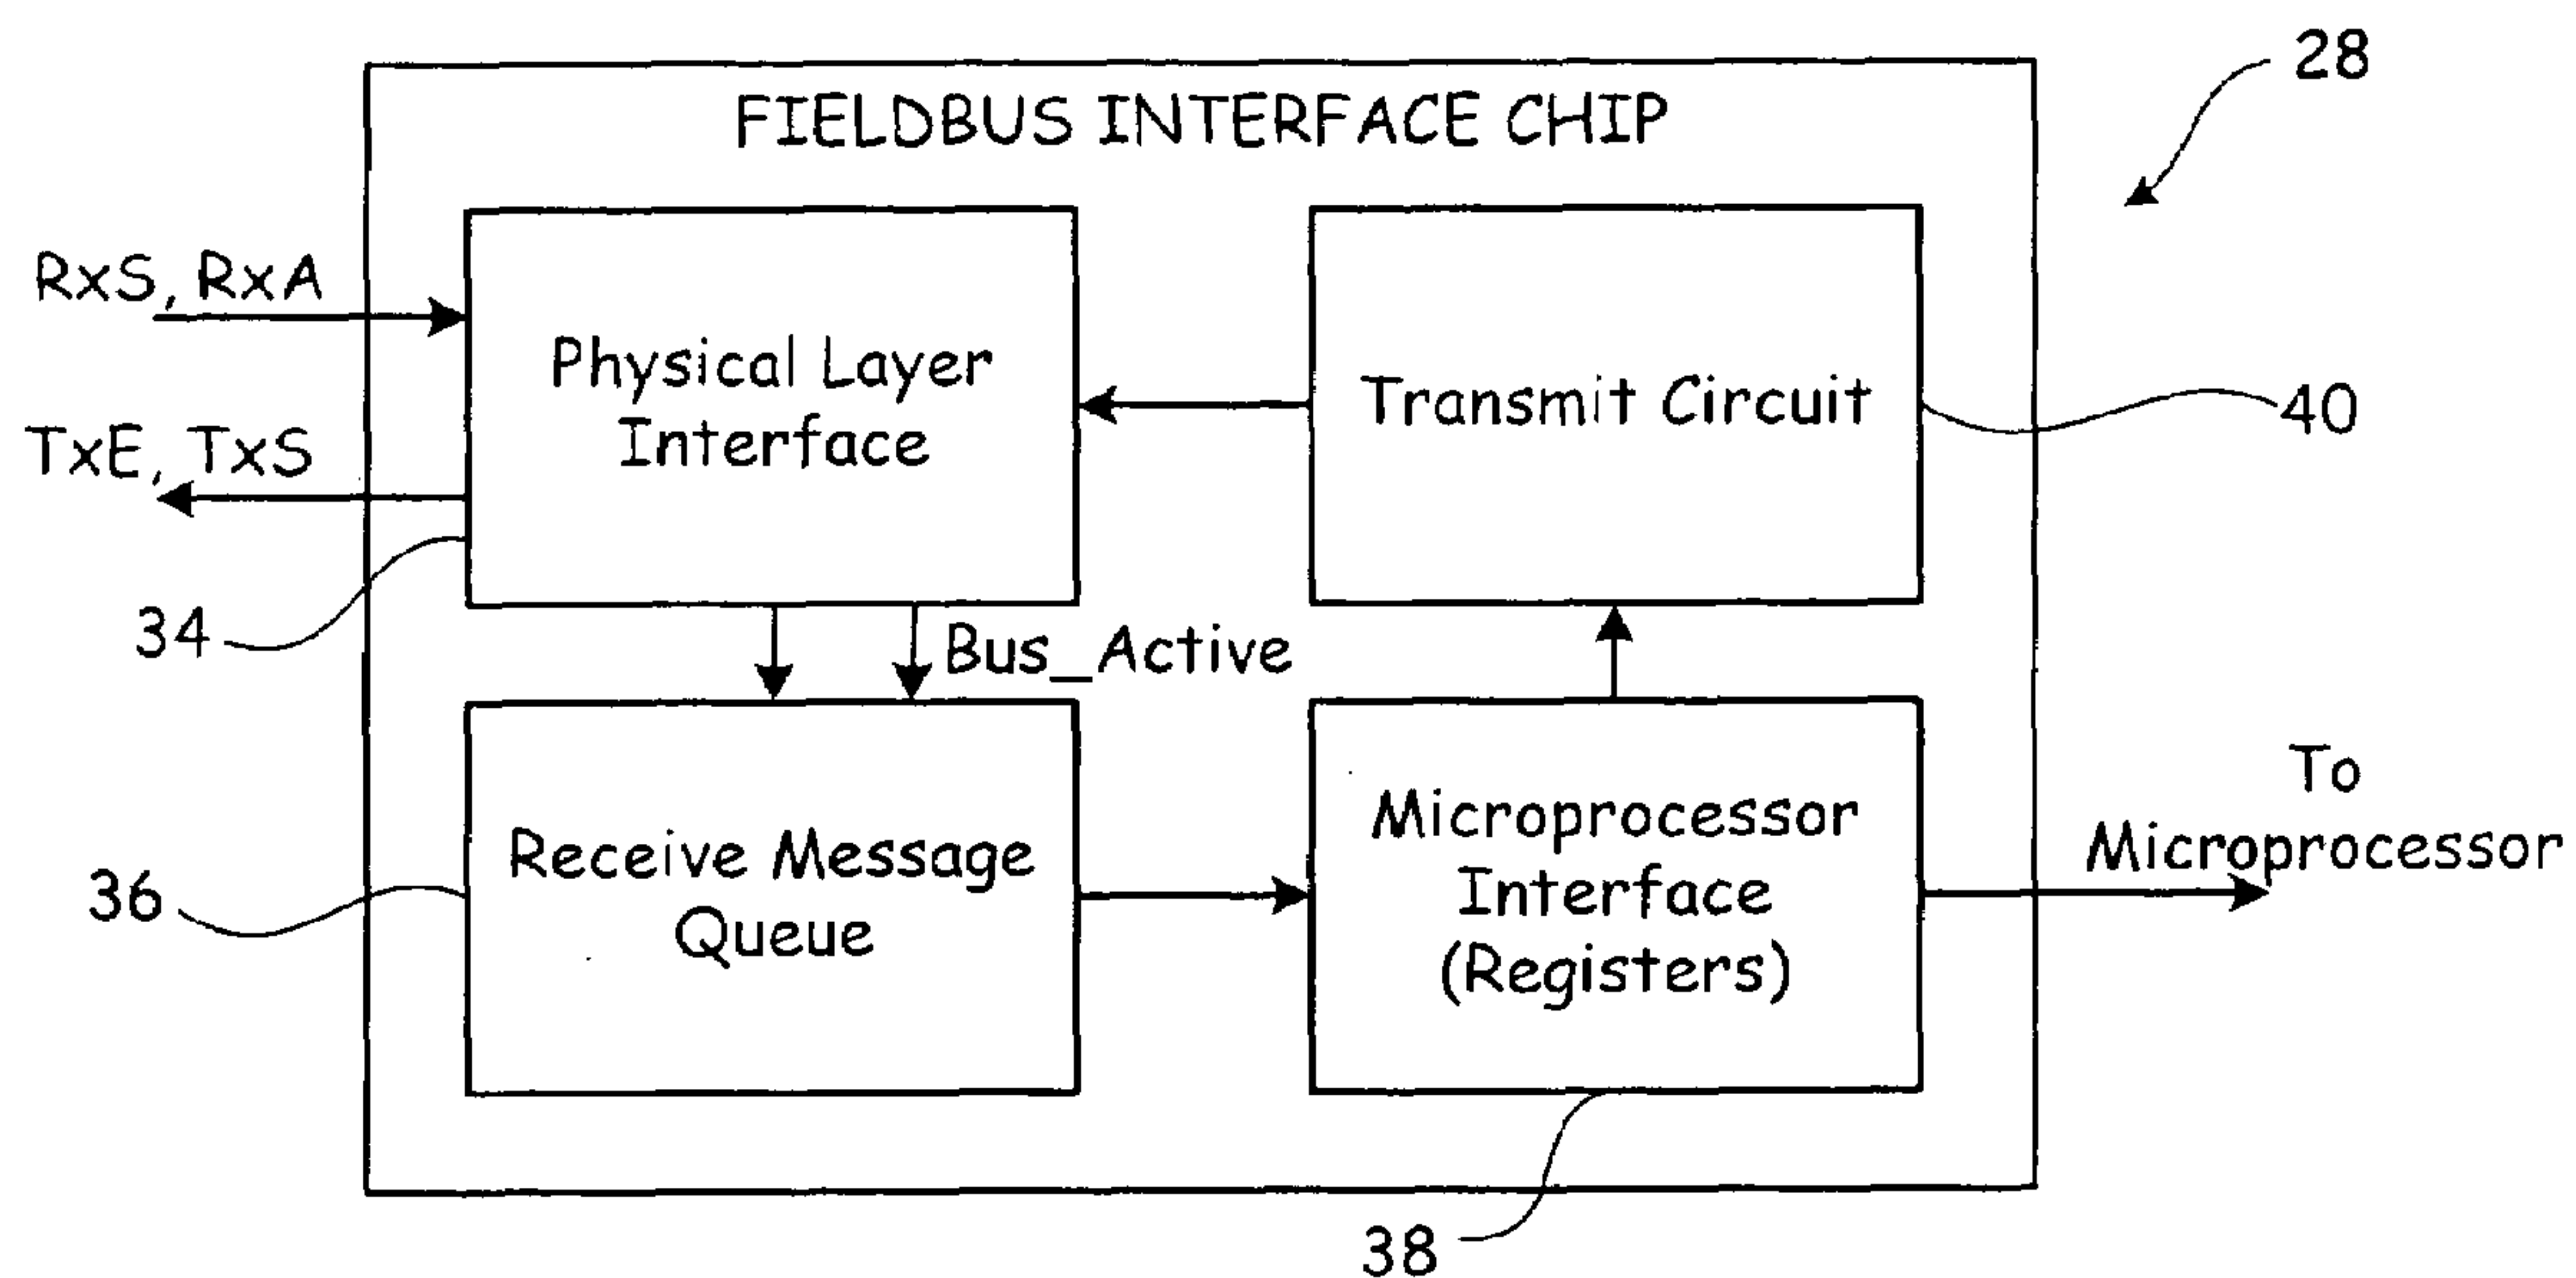 28
FIELDBUS INTERFACE CHIP
RxS, RxA
TxE, TxS
Physical Layer
Interface
Transmit Circuit
40
34
Bus_Active
Receive Message
Queue
36
Microprocessor
Interface
(Registers)
To
Microprocessor
38